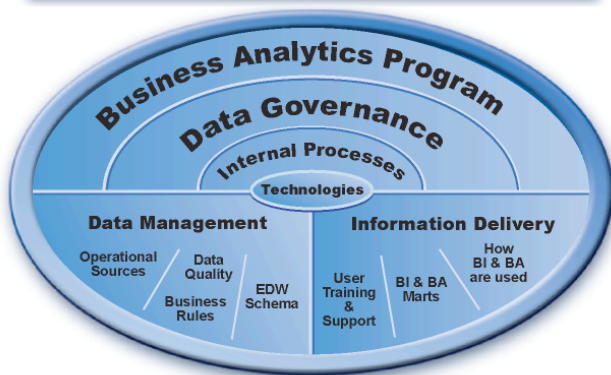 Business Analytics Program
Data Governance
Internal Processes
Technologies
Data Management
Operational
Sources
Data
Quality
Business
Rules
EDW
Schema
Information Delivery
User
Training
&
Support
BI & BA
Marts
How
BI & BA
are used